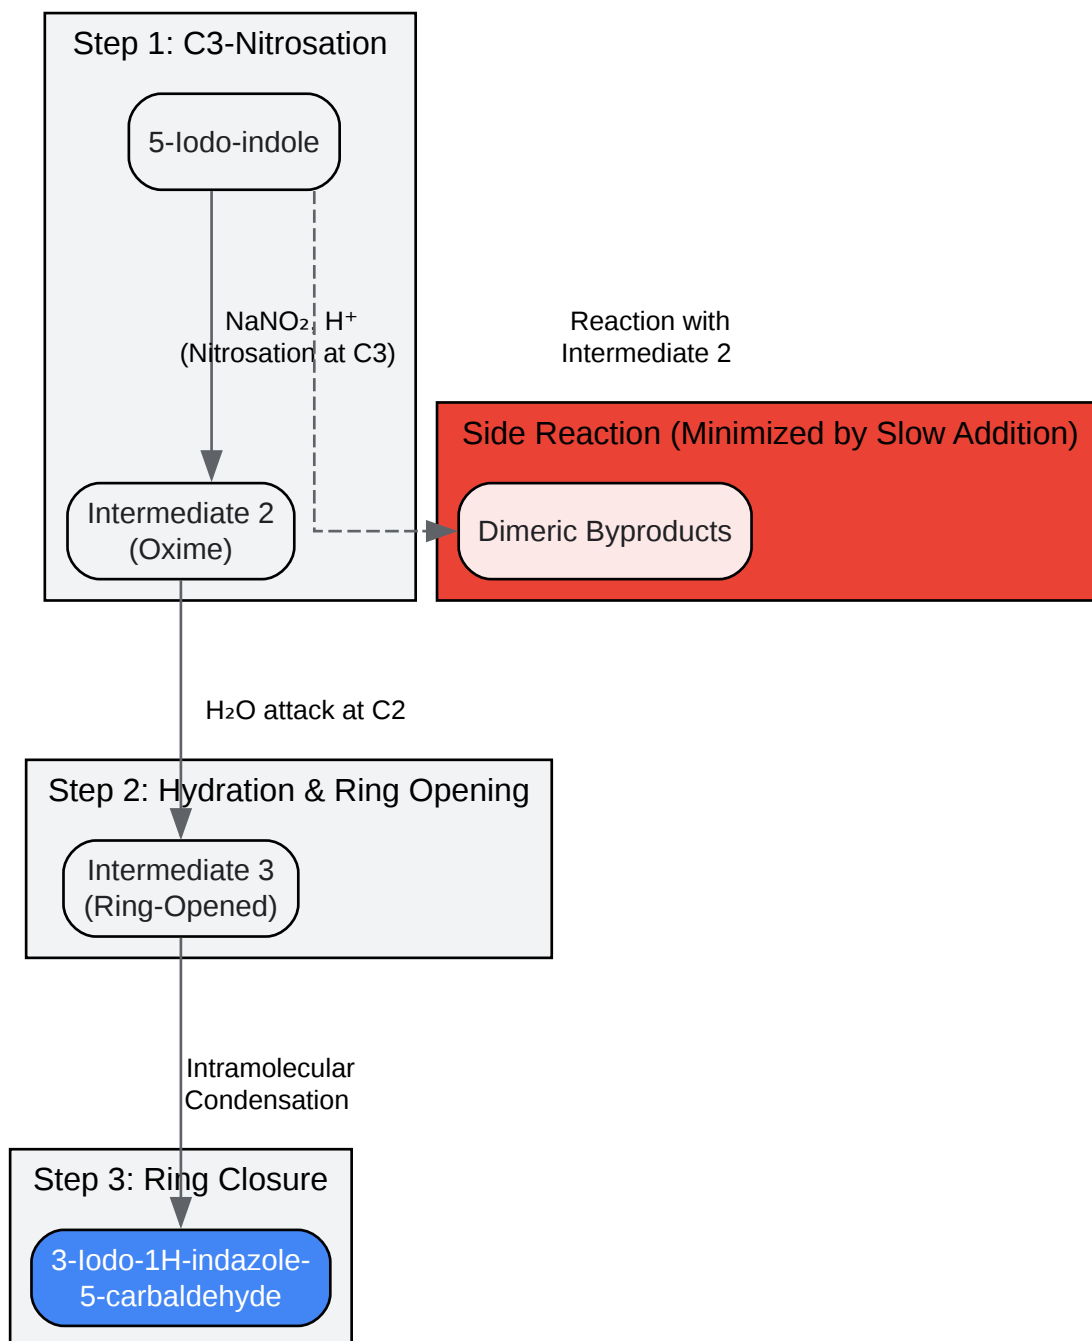 Step 1: C3-Nitrosation
5-Iodo-indole
NaNO₂, H⁺
(Nitrosation at C3)
Reaction with
Intermediate 2
Side Reaction (Minimized by Slow Addition)
Intermediate 2
(Oxime)
Dimeric Byproducts
H₂O attack at C2
Step 2: Hydration & Ring Opening
Intermediate 3
(Ring-Opened)
Intramolecular
Condensation
Step 3: Ring Closure
3-Iodo-1H-indazole-
5-carbaldehyde